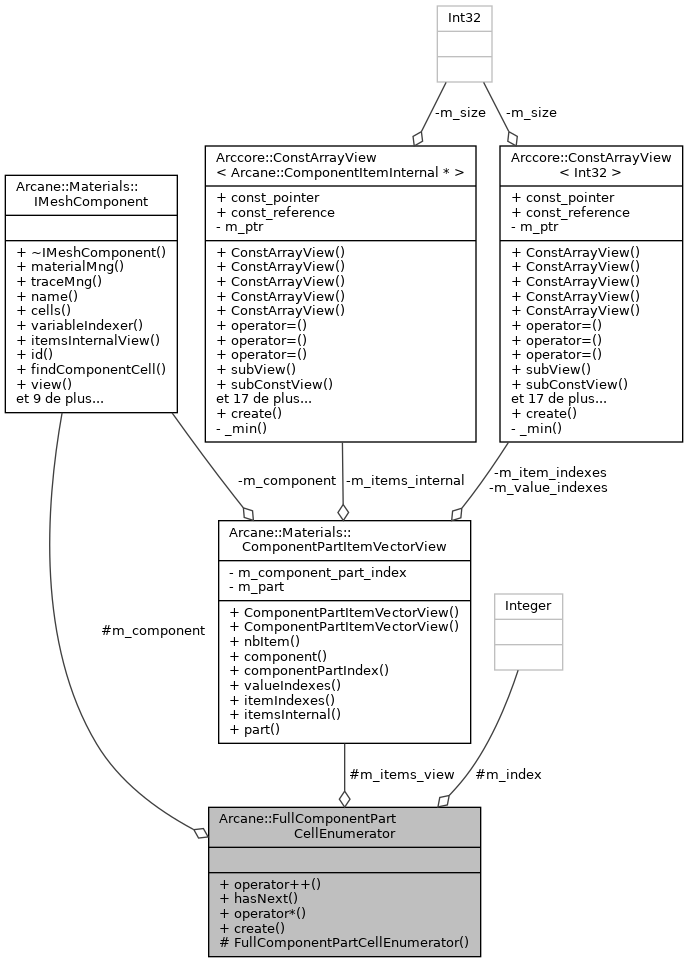 Int32
-m_size
-m_size
Arccore::ConstArrayView
< Arcane::ComponentItemInternal * >
+ const_pointer
+ const_reference
- m_ptr
+ ConstArrayView()
+ ConstArrayView()
+ ConstArrayView()
+ ConstArrayView()
+ ConstArrayView()
+ operator=()
+ operator=()
+ operator=()
+ subView()
+ subConstView()
et 17 de plus...
+ create()
- _min()
Arccore::ConstArrayView
< Int32 >
+ const_pointer
+ const_reference
- m_ptr
+ ConstArrayView()
+ ConstArrayView()
+ ConstArrayView()
+ ConstArrayView()
+ ConstArrayView()
+ operator=()
+ operator=()
+ operator=()
+ subView()
+ subConstView()
et 17 de plus...
+ create()
- _min()
Arcane::Materials::
IMeshComponent
+ ~IMeshComponent()
+ materialMng()
+ traceMng()
+ name()
+ cells()
+ variableIndexer()
+ itemsInternalView()
+ id()
+ findComponentCell()
+ view()
et 9 de plus...
-m_component
-m_items_internal
-m_item_indexes
-m_value_indexes
Arcane::Materials::
ComponentPartItemVectorView
- m_component_part_index
- m_part
+ ComponentPartItemVectorView()
+ ComponentPartItemVectorView()
+ nbItem()
+ component()
+ componentPartIndex()
+ valueIndexes()
+ itemIndexes()
+ itemsInternal()
+ part()
Integer
#m_component
#m_items_view
#m_index
Arcane::FullComponentPart
CellEnumerator
+ operator++()
+ hasNext()
+ operator*()
+ create()
# FullComponentPartCellEnumerator()